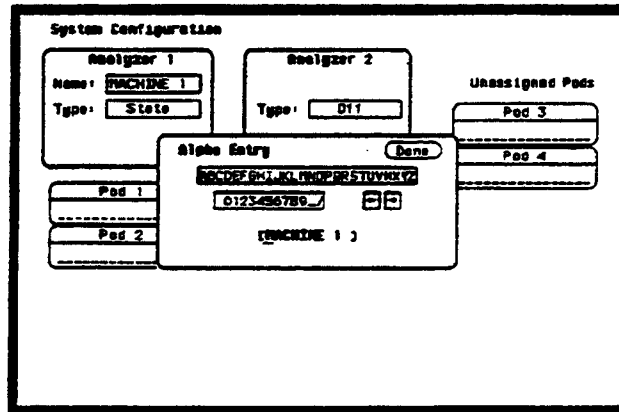 System Configuration
Analyzer 1
Name: MACHINE 1
Type: State
Analyzer 2
Type: Off
Unassigned Pods
Pod 3
Pod 4
Pod 1
Pod 2
Alpha Entry
Done
ABCDEFGHIJKLMNOPQRSTUVWXYZ
0123456789_/
← →
[MACHINE 1 ]